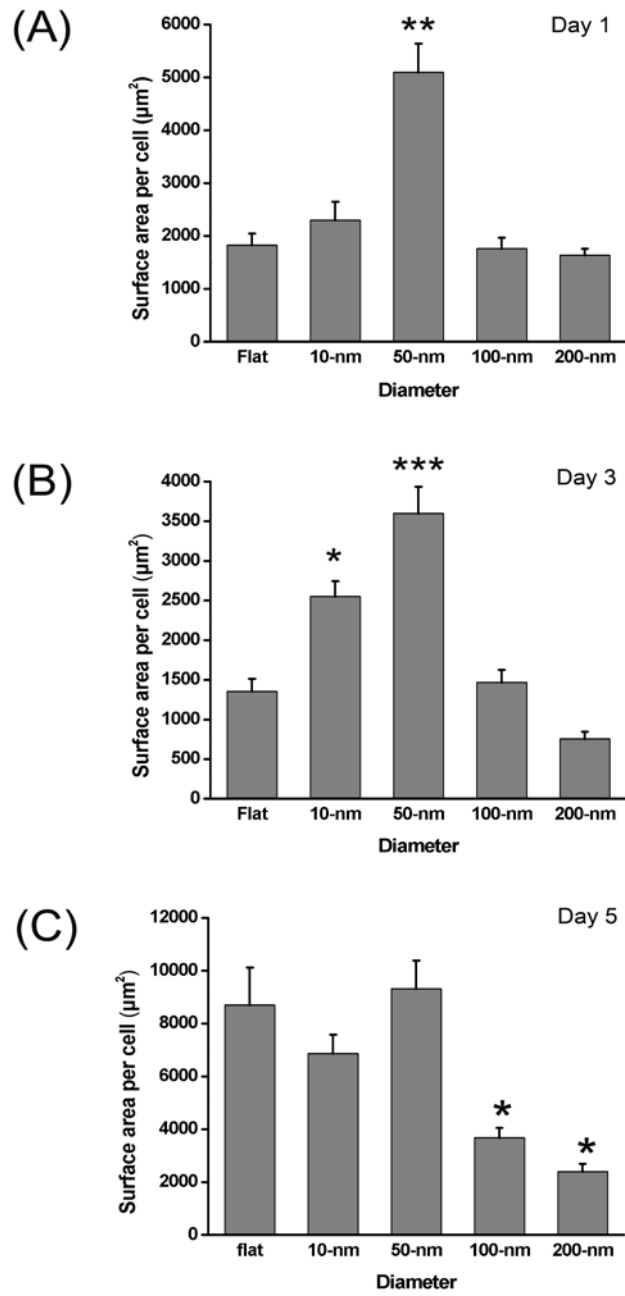 (A)
Day 1
**
Surface area per cell (µm²)
6000
5000
4000
3000
2000
1000
0
Flat 10-nm 50-nm 100-nm 200-nm
Diameter
(B)
Day 3
***
*
Surface area per cell (µm²)
4000
3500
3000
2500
2000
1500
1000
500
0
Flat 10-nm 50-nm 100-nm 200-nm
Diameter
(C)
Day 5
*
*
Surface area per cell (µm²)
12000
10000
8000
6000
4000
2000
0
flat 10-nm 50-nm 100-nm 200-nm
Diameter